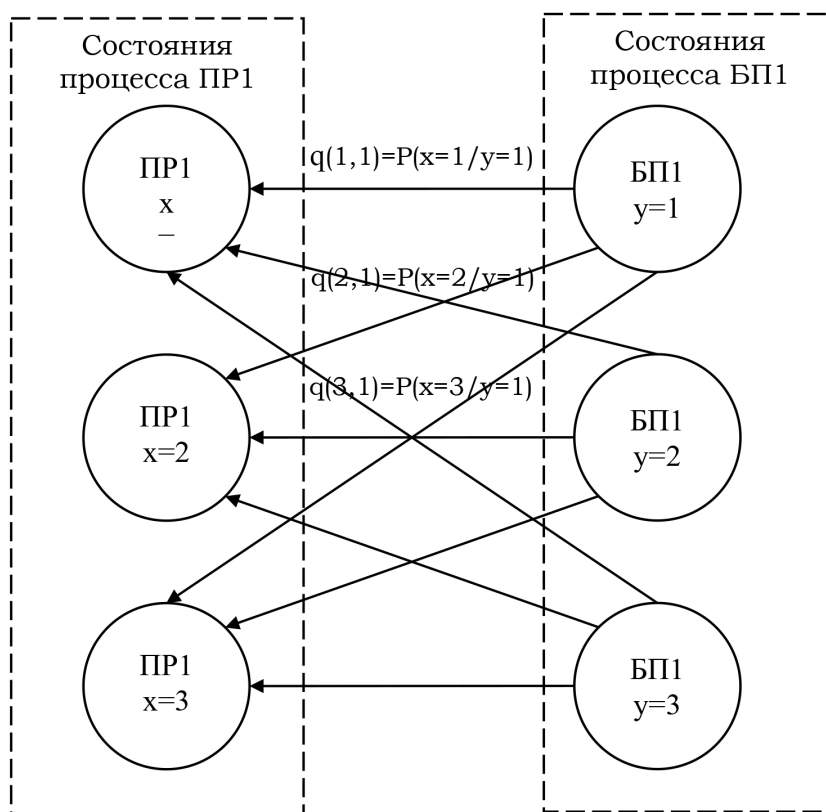 Состояния
процесса ПР1
Состояния
процесса БП1
ПР1
x
–
q(1,1)=P(x=1/y=1)
БП1
y=1
q(2,1)=P(x=2/y=1)
q(3,1)=P(x=3/y=1)
ПР1
x=2
БП1
y=2
ПР1
x=3
БП1
y=3